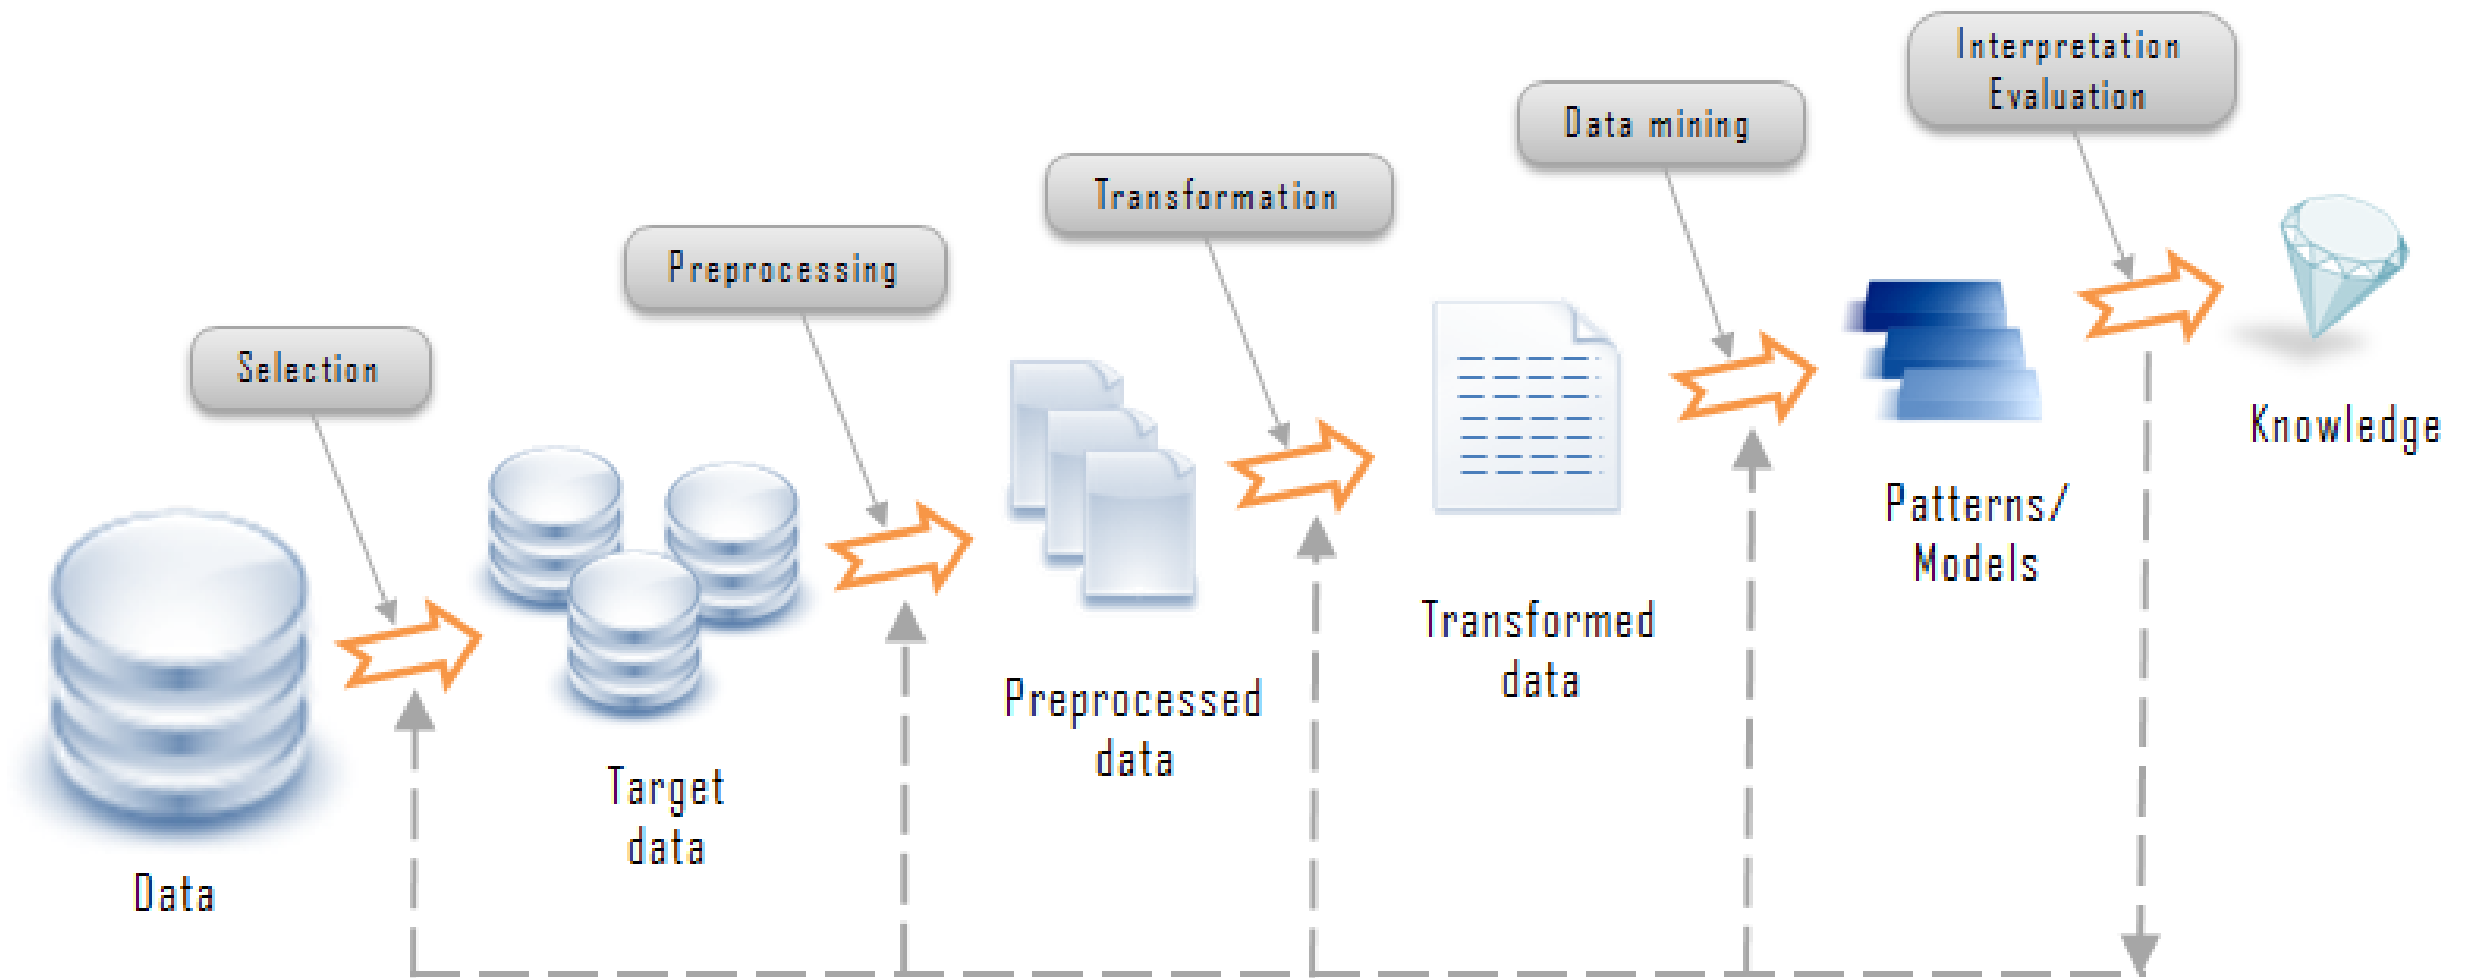 Interpretation
Evaluation
Data mining
Transformation
Preprocessing
Selection
Knowledge
Patterns/
Models
Transformed
data
Preprocessed
data
Target
data
Data